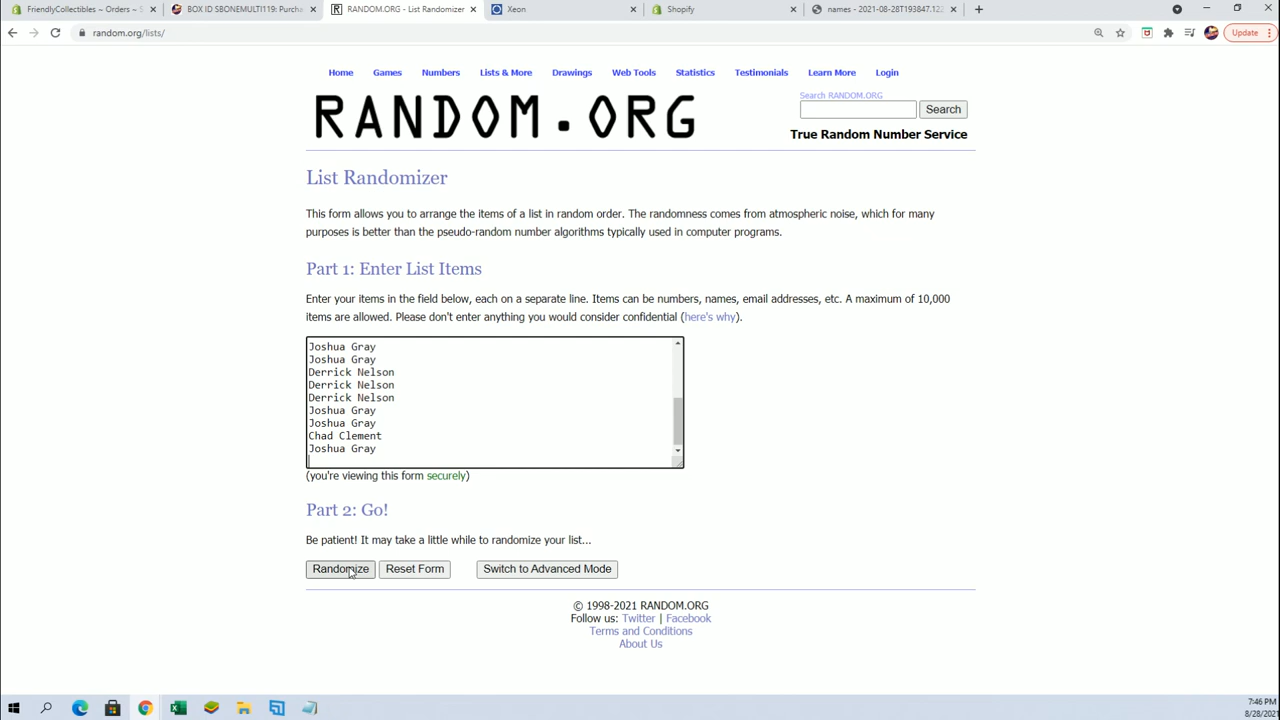 FriendlyCollectibles ~ Orders ~ S
BOX ID SBONEMULTI119: Purcha
RANDOM.ORG - List Randomizer
Xeon
Shopify
names - 2021-08-28T193847.122
random.org/lists/
Update
Home Games Numbers Lists & More Drawings Web Tools Statistics Testimonials Learn More Login
RANDOM.ORG
Search RANDOM.ORG
Search
True Random Number Service
List Randomizer
This form allows you to arrange the items of a list in random order. The randomness comes from atmospheric noise, which for many
purposes is better than the pseudo-random number algorithms typically used in computer programs.
Part 1: Enter List Items
Enter your items in the field below, each on a separate line. Items can be numbers, names, email addresses, etc. A maximum of 10,000
items are allowed. Please don't enter anything you would consider confidential (here's why).
Joshua Gray
Joshua Gray
Derrick Nelson
Derrick Nelson
Derrick Nelson
Joshua Gray
Joshua Gray
Chad Clement
Joshua Gray
(you're viewing this form securely)
Part 2: Go!
Be patient! It may take a little while to randomize your list...
Randomize Reset Form Switch to Advanced Mode
© 1998-2021 RANDOM.ORG
Follow us: Twitter | Facebook
Terms and Conditions
About Us
7:46 PM
8/28/2021